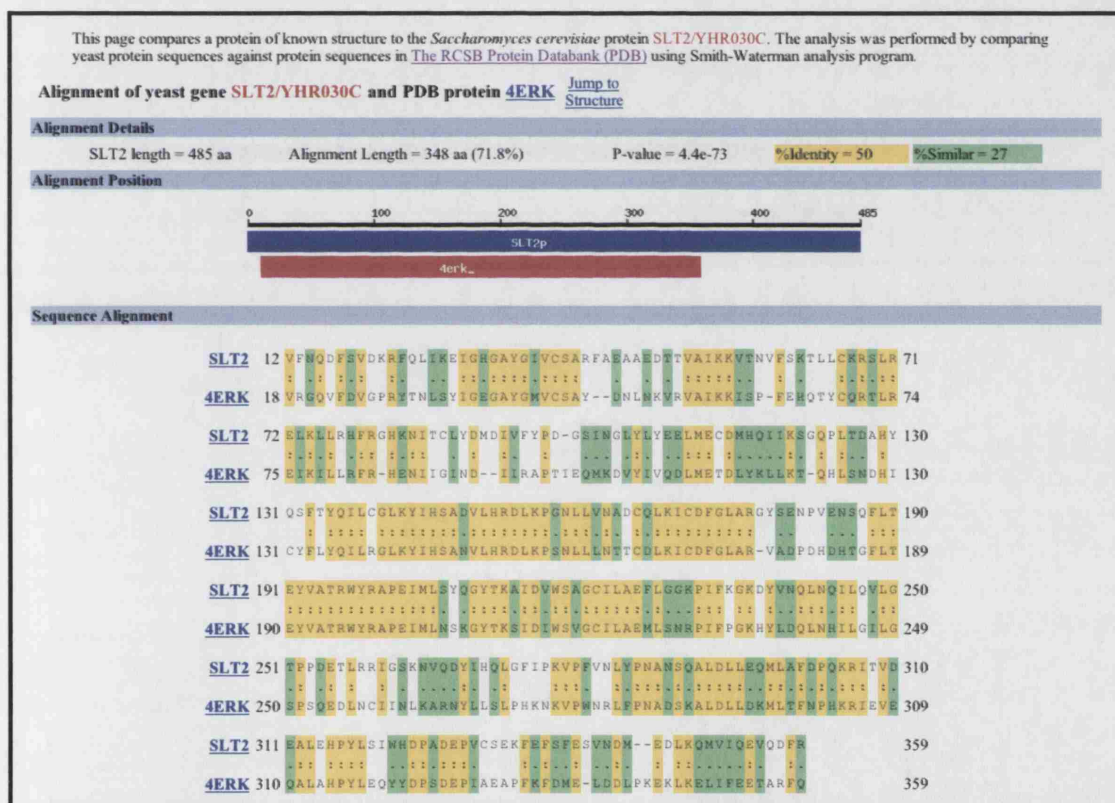 This page compares a protein of known structure to the Saccharomyces cerevisiae protein SLT2/YHR030C. The analysis was performed by comparing
yeast protein sequences against protein sequences in The RCSB Protein Databank (PDB) using Smith-Waterman analysis program.
Alignment of yeast gene SLT2/YHR030C and PDB protein 4ERK Jump to
Structure
Alignment Details
SLT2 length = 485 aa Alignment Length = 348 aa (71.8%) P-value = 4.4e-73 %Identity = 50 %Similar = 27
Alignment Position
0 100 200 300 400 485
SLT2p
4erk_
Sequence Alignment
SLT2 12 VFNQDFSVDKRFQLIKEIGHGAYGIVCSARFAEAAEDTTVAIKKVTNVFSKTLLCKRSLR 71
4ERK 18 VRGQVFDVGPRYTNLSYIGEGAYGMVCSAY--DNLNKVRVAIKKISP-FEHQTYCQRTLR 74
SLT2 72 ELKLLRHFRGHKNITCLYDMDIVFYPD-GSINGLYLYEELMECDMHQIIKSGQPLTDAHY 130
4ERK 75 EIKILLRFR-HENIIGIND--IIRAPTIEQMKDVYIVQDLMETDLYKLLKT-QHLSNDHI 130
SLT2 131 QSFTYQILCGLKYIHSADVLHRDLKPGNLLVNADCQLKICDFGLARGYSENPVENSQFLT 190
4ERK 131 CYFLYQILRGLKYIHSANVLHRDLKPSNLLLNTTCDLKICDFGLAR-VADPDHDHTGFLT 189
SLT2 191 EYVATRWYRAPEIMLSYQGYTKAIDVWSAGCILAEFLGGKPIFKGKDYVNQLNQILQVLG 250
4ERK 190 EYVATRWYRAPEIMLNSKGYTKSIDIWSVGCILAEMLSNRPIFPGKHYLDQLNHILGILG 249
SLT2 251 TPPDETLRRIGSKNVQDYIHQLGFIPKVPFVNLYPNANSQALDLLEQMLAFDPQKRITVD 310
4ERK 250 SPSQEDLNCIINLKARNYLLSLPHKNKVPWNRLFPNADSKALDLLDKMLTFNPHKRIEVE 309
SLT2 311 EALEHPYLSIWHDPADEPVCSEKFEFSFESVNDM--EDLKQMVIQEVQDFR 359
4ERK 310 QALAHPYLEQYYDPSDEPIAEAPFKFDME-LDDLPKEKLKELIFEETARFQ 359